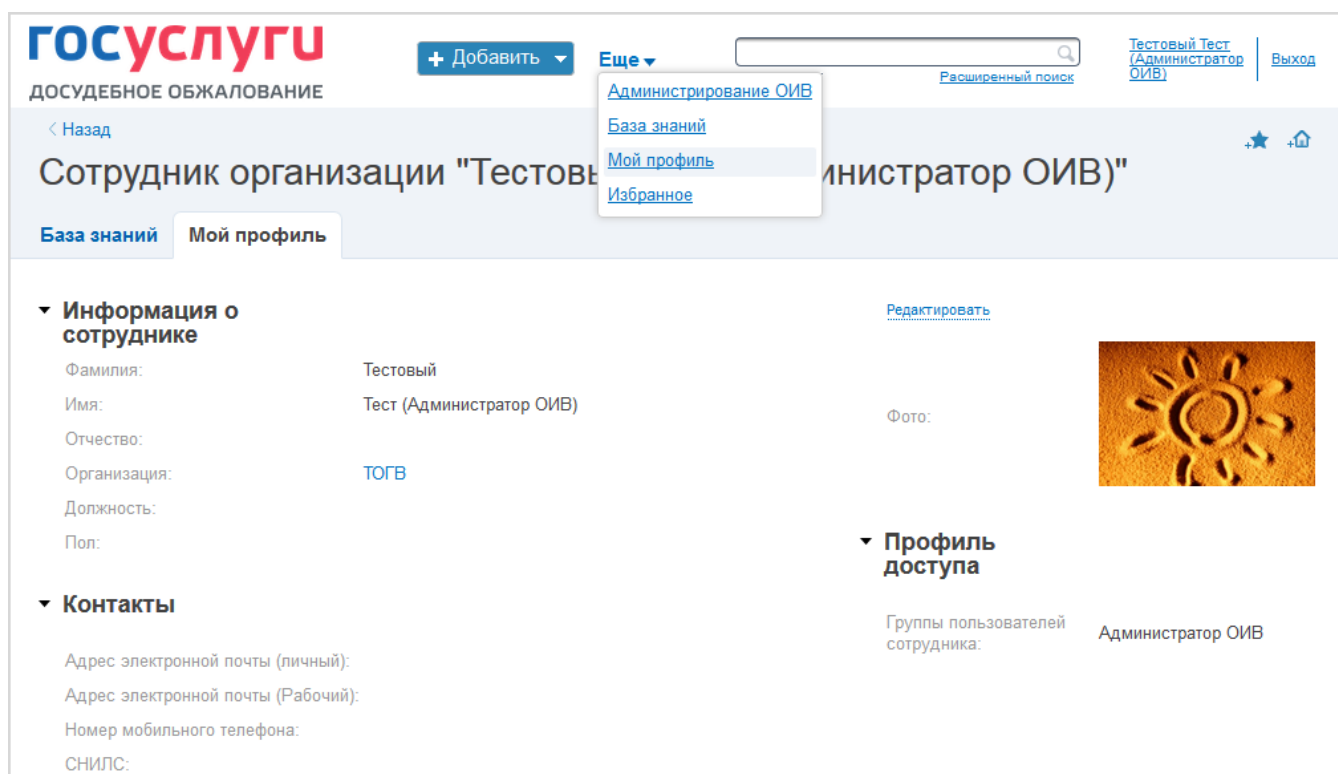 госуслуги
ДОСУДЕБНОЕ ОБЖАЛОВАНИЕ
+ Добавить
Еще
Расширенный поиск
Тестовый Тест
(Администратор
ОИВ)
Выход
Администрирование ОИВ
База знаний
Мой профиль
Избранное
Назад
Сотрудник организации "Тестовы инистратор ОИВ)"
База знаний Мой профиль
Информация о
сотруднике
Редактировать
Фамилия: Тестовый
Имя: Тест (Администратор ОИВ)
Отчество:
Организация: ТОГВ
Должность:
Пол:
Фото:
Профиль
доступа
Группы пользователей
сотрудника:
Администратор ОИВ
Контакты
Адрес электронной почты (личный):
Адрес электронной почты (Рабочий):
Номер мобильного телефона:
СНИЛС: